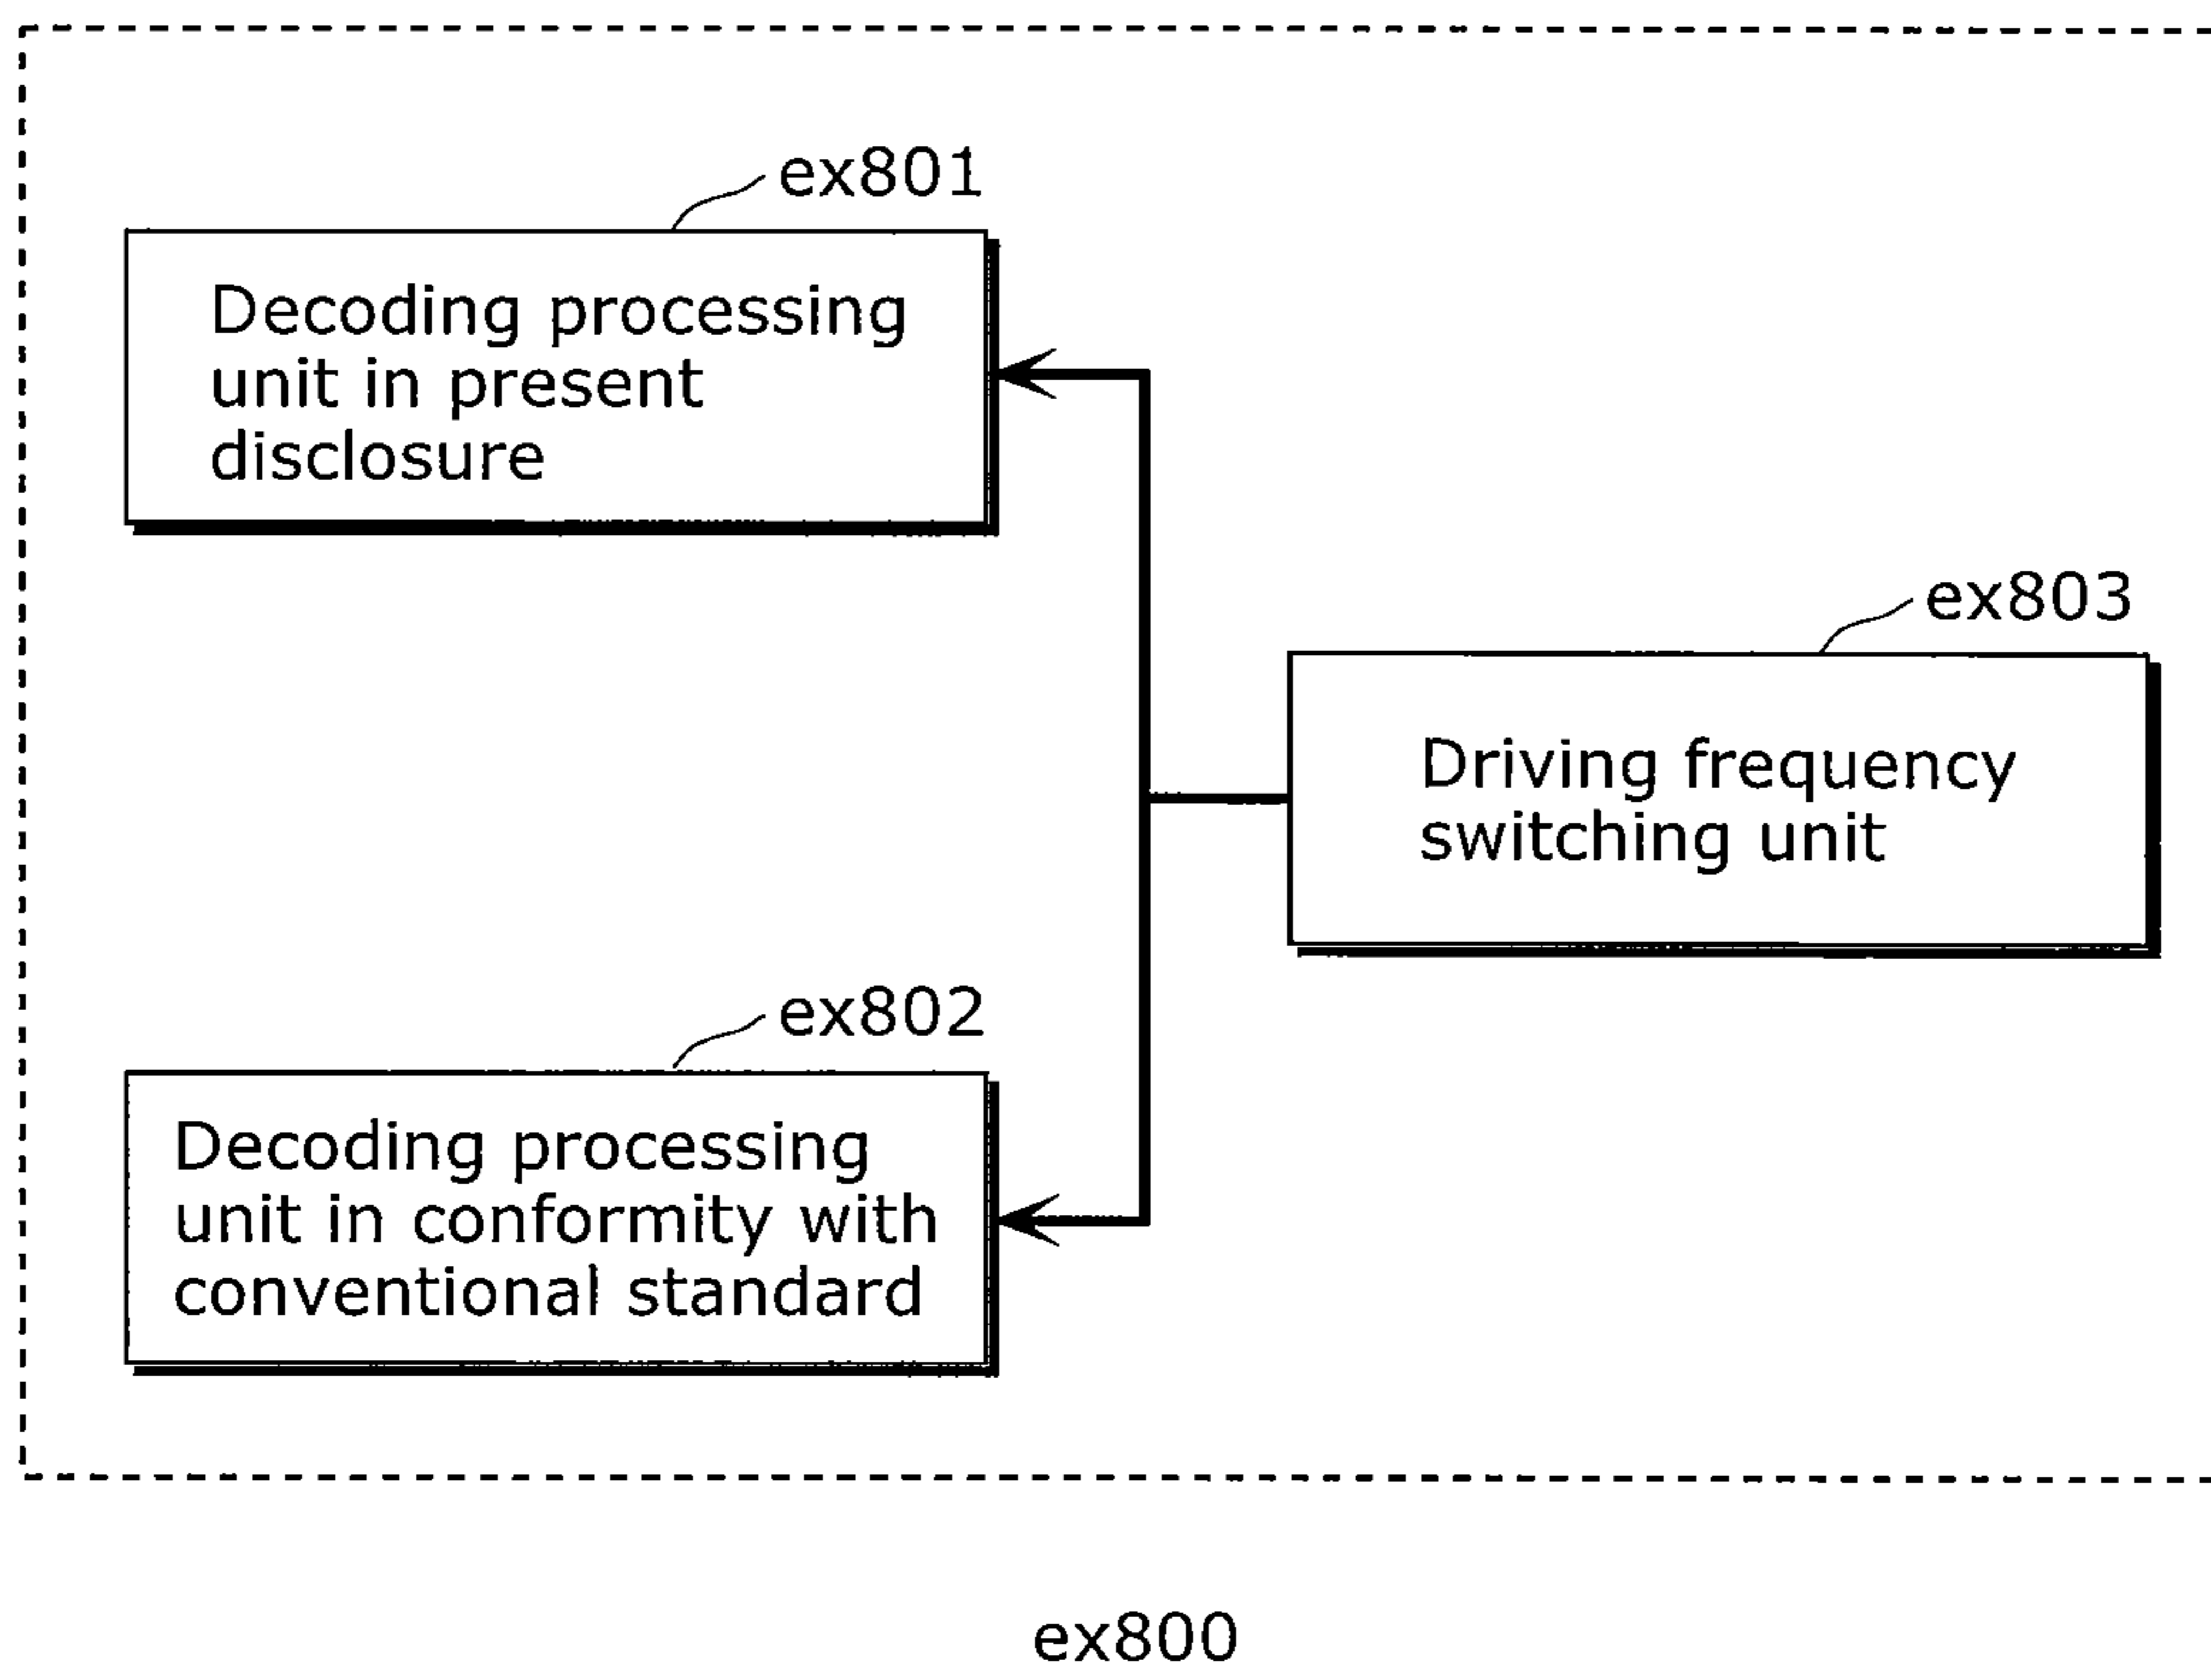 ex801
Decoding processing
unit in present
disclosure
ex803
Driving frequency
switching unit
ex802
Decoding processing
unit in conformity with
conventional standard
ex800